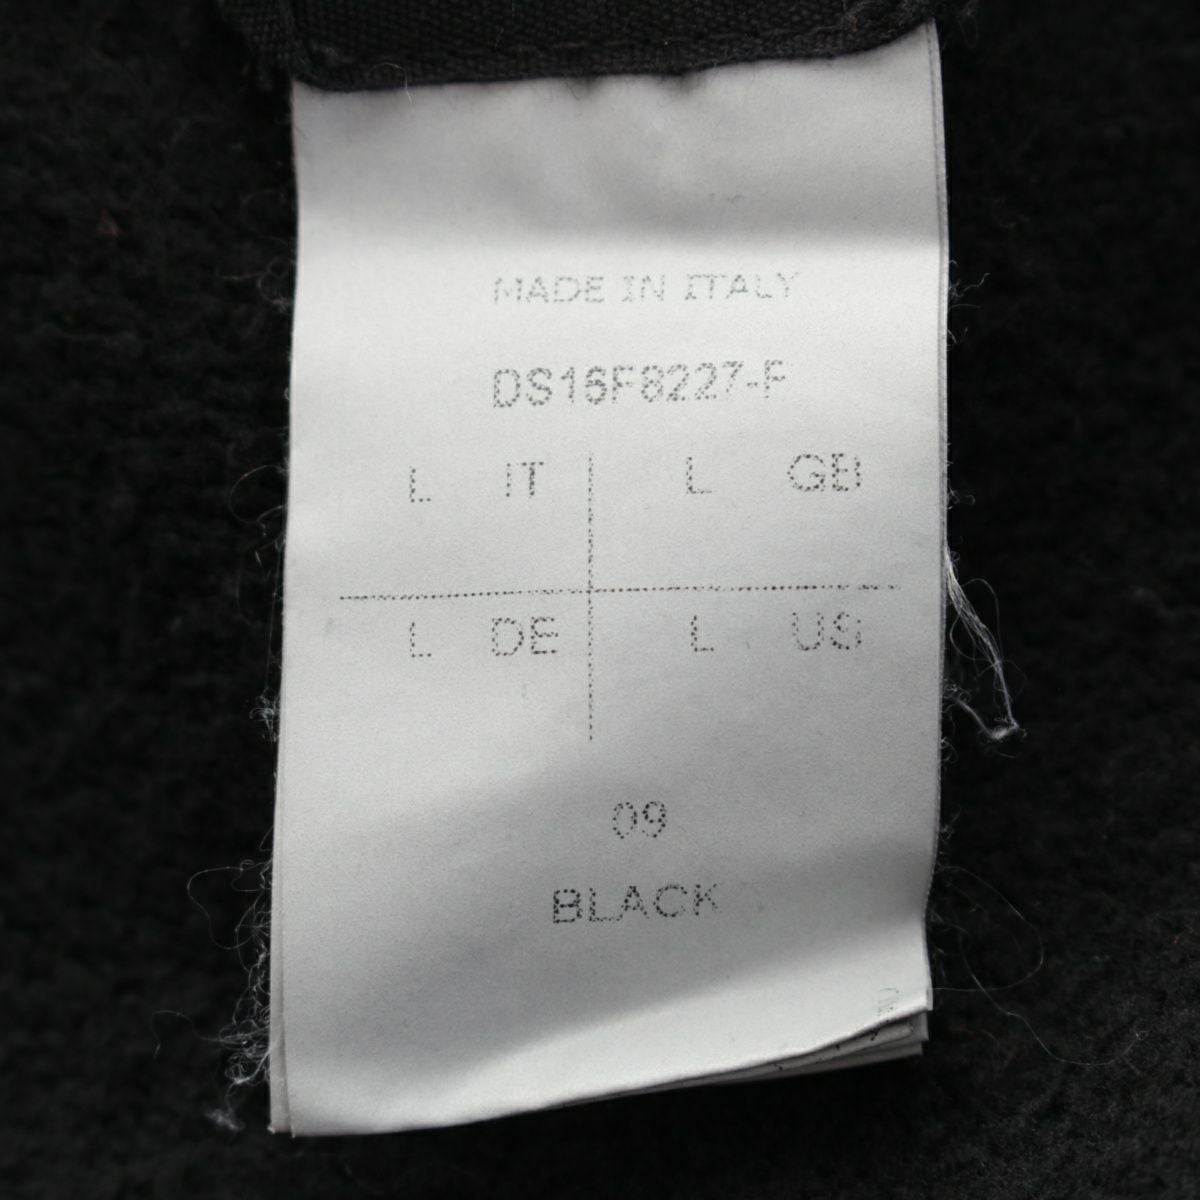 MADE IN ITALY
DS16F8227-F
L IT L GB
L DE L US
09
BLACK